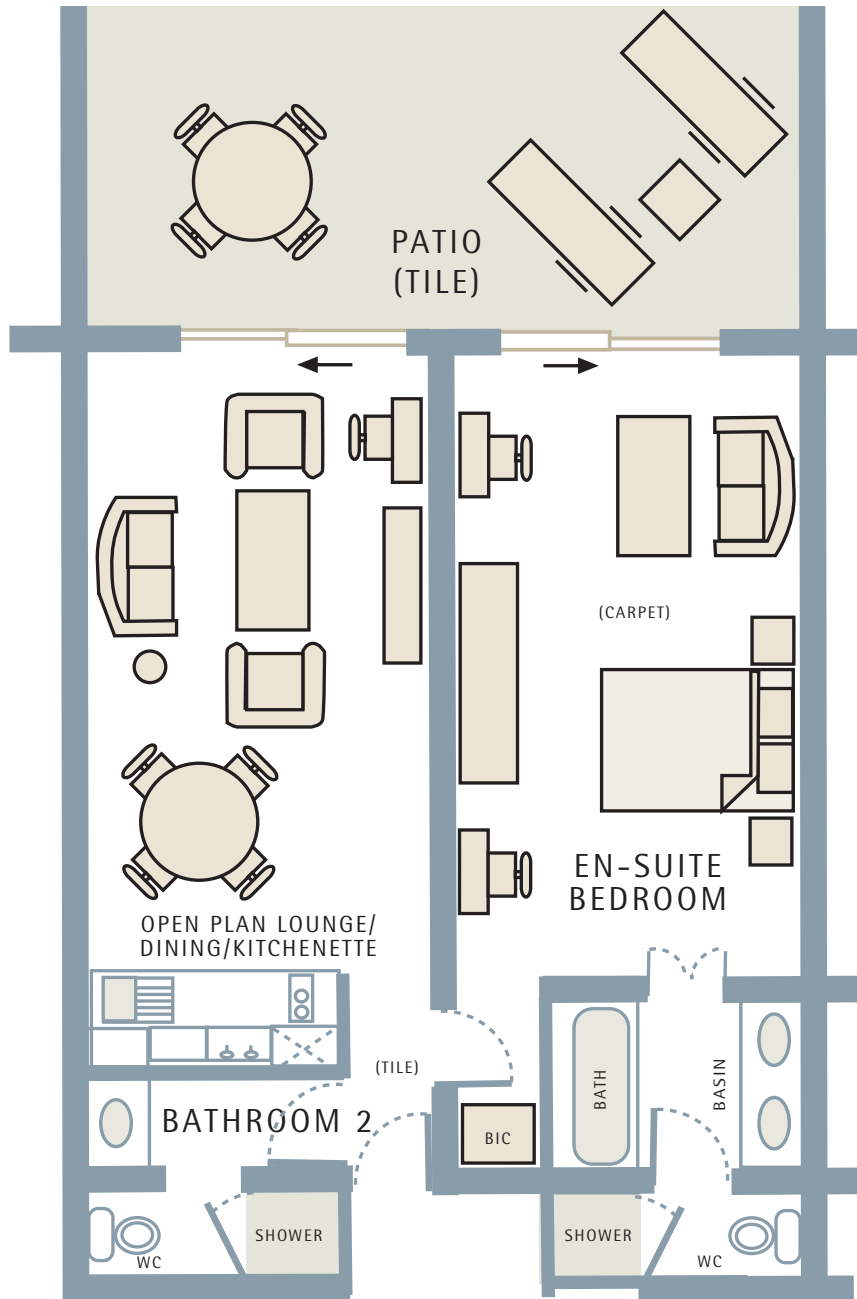 PATIO
(TILE)
(CARPET)
EN-SUITE
BEDROOM
OPEN PLAN LOUNGE/
DINING/KITCHENETTE
(TILE)
BATH
BASIN
BATHROOM 2
BIC
SHOWER
WC
SHOWER
WC